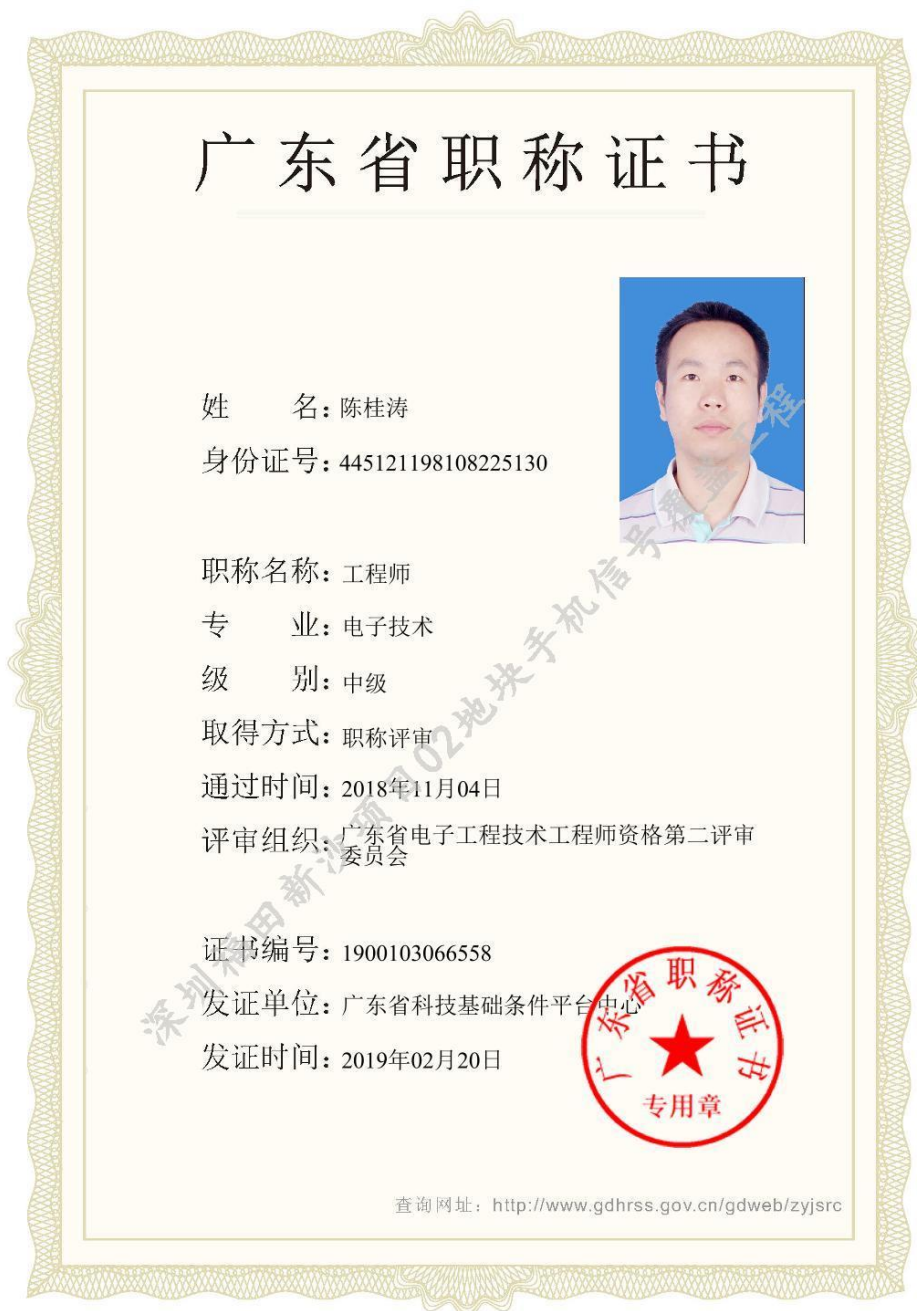 广东省职称证书
姓 名：陈桂涛
身份证号：445121198108225130
职称名称：工程师
专 业：电子技术
级 别：中级
取得方式：职称评审
通过时间：2018年11月04日
评审组织：广东省电子工程技术工程师资格第二评审
委员会
证书编号：1900103066558
发证单位：广东省科技基础条件平台中心
发证时间：2019年02月20日
广东省职称证书
专用章
查询网址：http://www.gdhrss.gov.cn/gdweb/zyjsrc
深圳福田新沙项目02地块手机信号覆盖工程